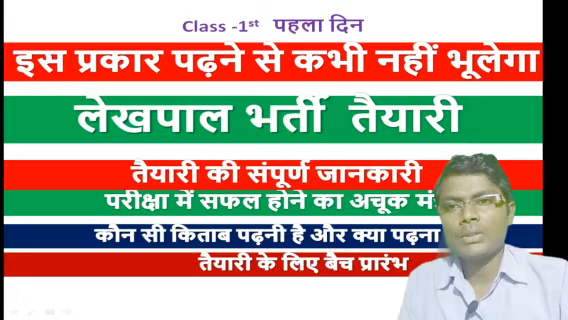 Class -1st पहला दिन
इस प्रकार पढ़ने से कभी नहीं भूलेगा
लेखपाल भर्ती तैयारी
तैयारी की संपूर्ण जानकारी
परीक्षा में सफल होने का अचूक मं
कौन सी किताब पढ़नी है और क्या पढ़ना
तैयारी के लिए बैच प्रारंभ